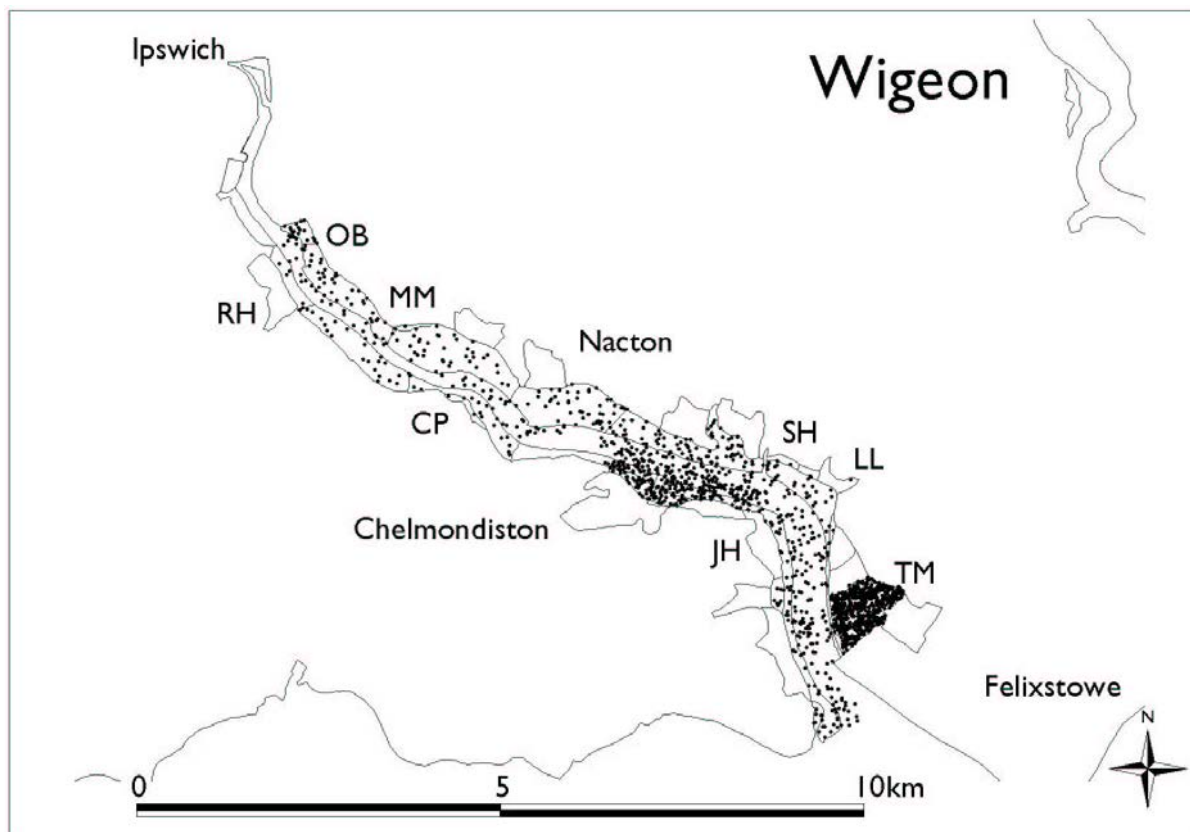 Ipswich
Wigeon
OB
MM
RH
Nacton
CP
SH
LL
Chelmondiston
JH
TM
Felixstowe
N
0 5 10km